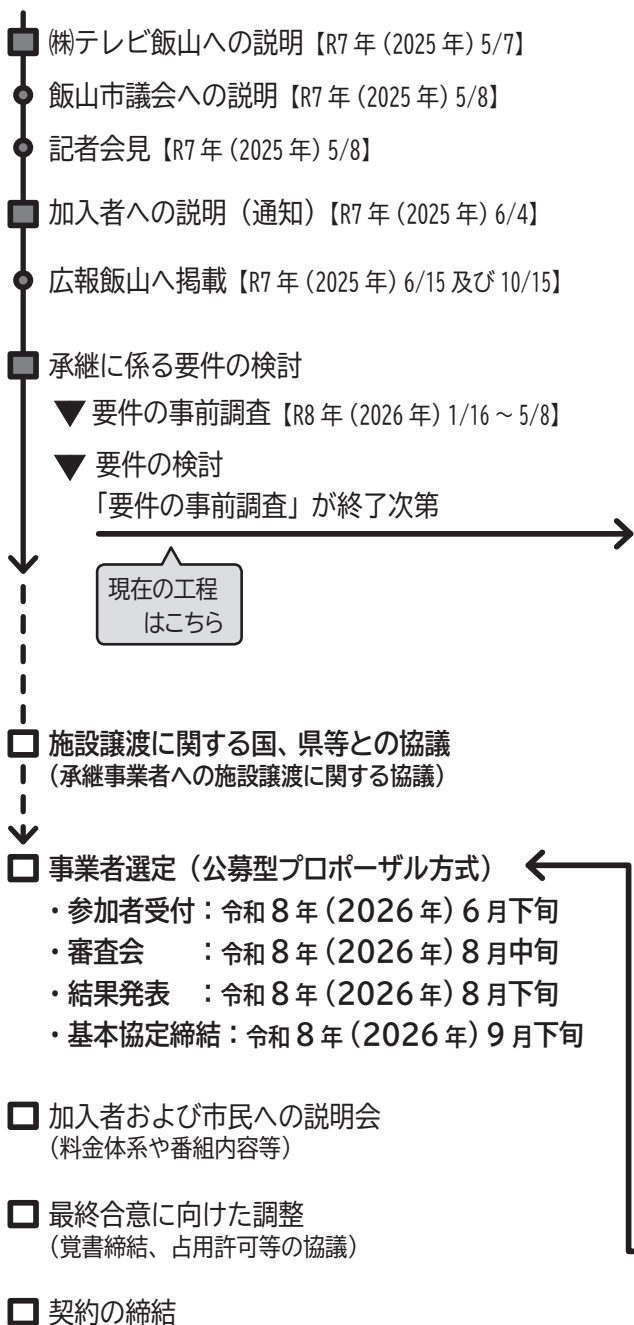 ㈱テレビ飯山への説明【R7年(2025年)5/7】
飯山市議会への説明【R7年(2025年)5/8】
記者会見【R7年(2025年)5/8】
加入者への説明（通知）【R7年(2025年)6/4】
広報飯山へ掲載【R7年(2025年)6/15及び10/15】
承継に係る要件の検討
▼要件の事前調査【R8年(2026年)1/16～5/8】
▼要件の検討
「要件の事前調査」が終了次第
現在の工程
はこちら
施設譲渡に関する国、県等との協議
（承継事業者への施設譲渡に関する協議）
事業者選定（公募型プロポーザル方式）
・参加者受付：令和8年(2026年)6月下旬
・審査会　　：令和8年(2026年)8月中旬
・結果発表　：令和8年(2026年)8月下旬
・基本協定締結：令和8年(2026年)9月下旬
加入者および市民への説明会
（料金体系や番組内容等）
最終合意に向けた調整
（覚書締結、占用許可等の協議）
契約の締結